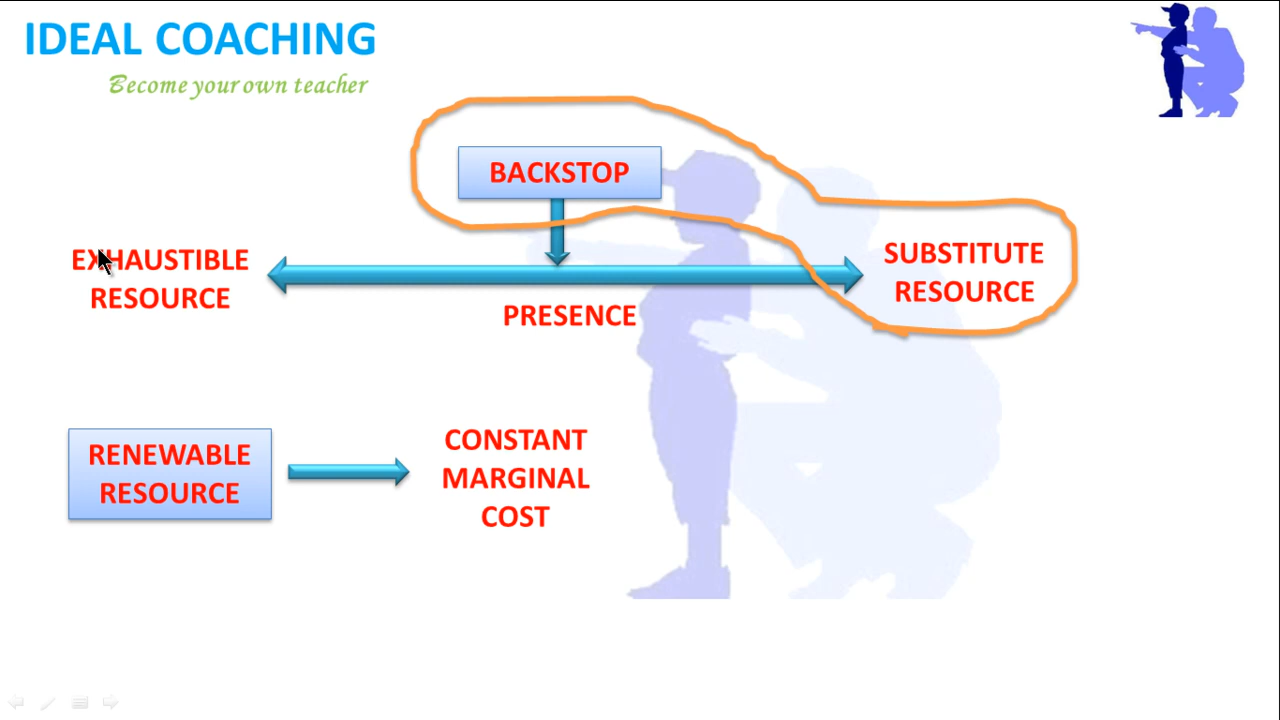 IDEAL COACHING
Become your own teacher
BACKSTOP
EXHAUSTIBLE
RESOURCE
SUBSTITUTE
RESOURCE
PRESENCE
RENEWABLE
RESOURCE
CONSTANT
MARGINAL
COST